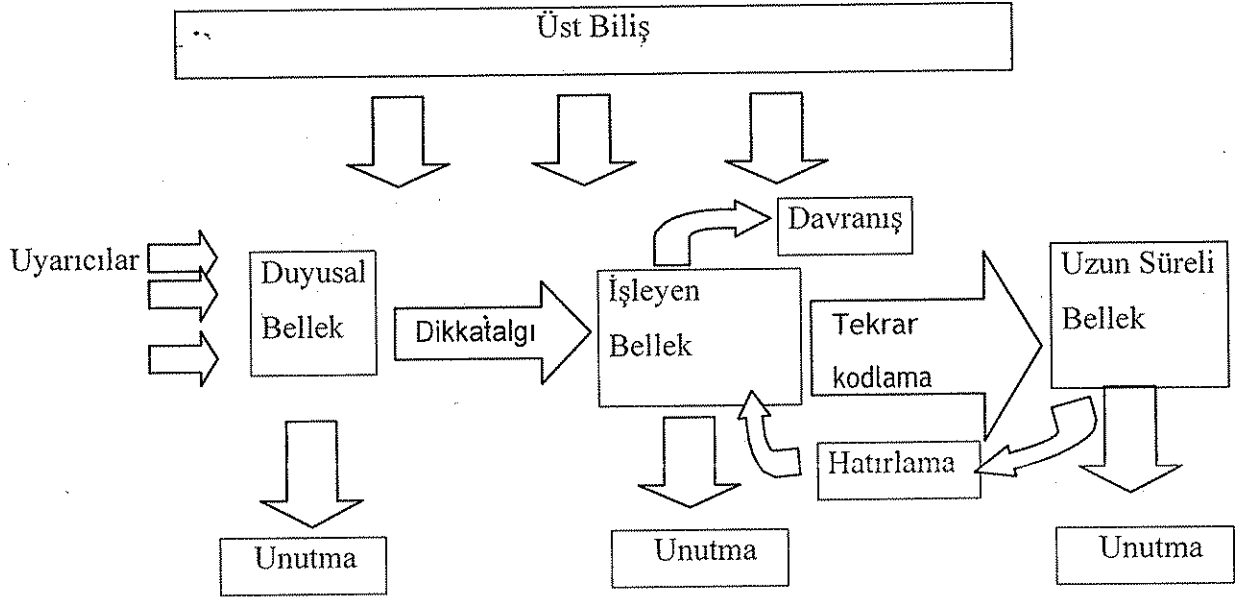 Üst Biliş
Davranış
Uyarıcılar
Duyusal
Bellek
Dikkatalgı
İşleyen
Bellek
Tekrar
kodlama
Uzun Süreli
Bellek
Hatırlama
Unutma
Unutma
Unutma